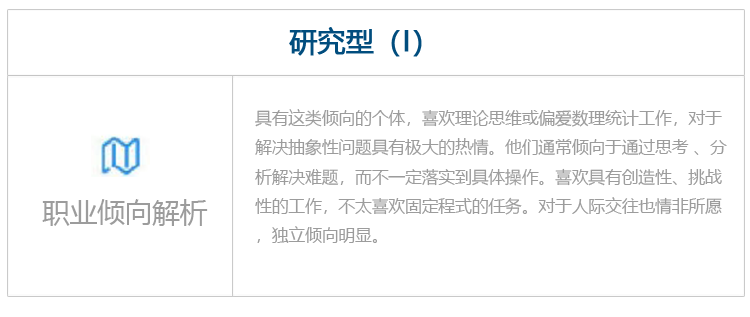 研究型（I）
职业倾向解析
具有这类倾向的个体，喜欢理论思维或偏爱数理统计工作，对于
解决抽象性问题具有极大的热情。他们通常倾向于通过思考 、分
析解决难题，而不一定落实到具体操作。喜欢具有创造性、挑战
性的工作，不太喜欢固定程式的任务。对于人际交往也情非所愿
，独立倾向明显。